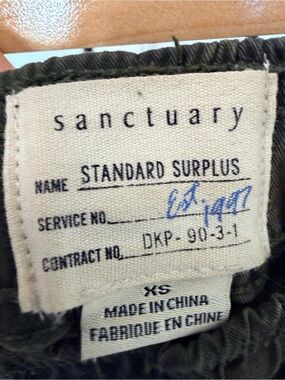 sanctuary
NAME STANDARD SURPLUS
SERVICE NO. Est. 1997
CONTRACT NO. DKP-90-3-1
XS
MADE IN CHINA
FABRIQUE EN CHINE